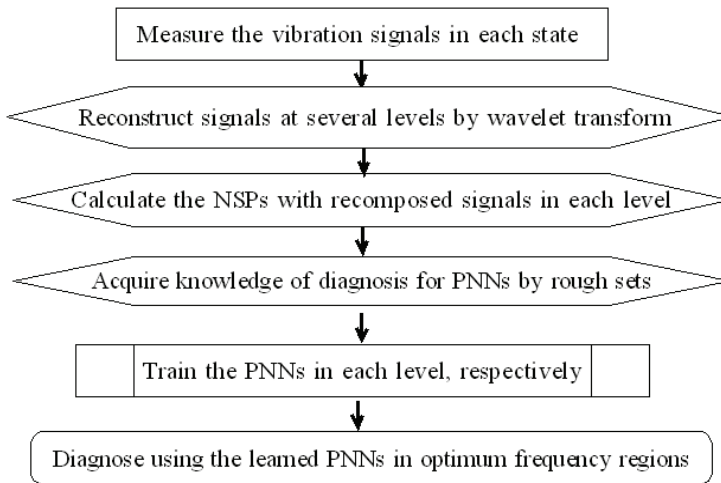 Measure the vibration signals in each state
Reconstruct signals at several levels by wavelet transform
Calculate the NSPs with recomposed signals in each level
Acquire knowledge of diagnosis for PNNs by rough sets
Train the PNNs in each level, respectively
Diagnose using the learned PNNs in optimum frequency regions